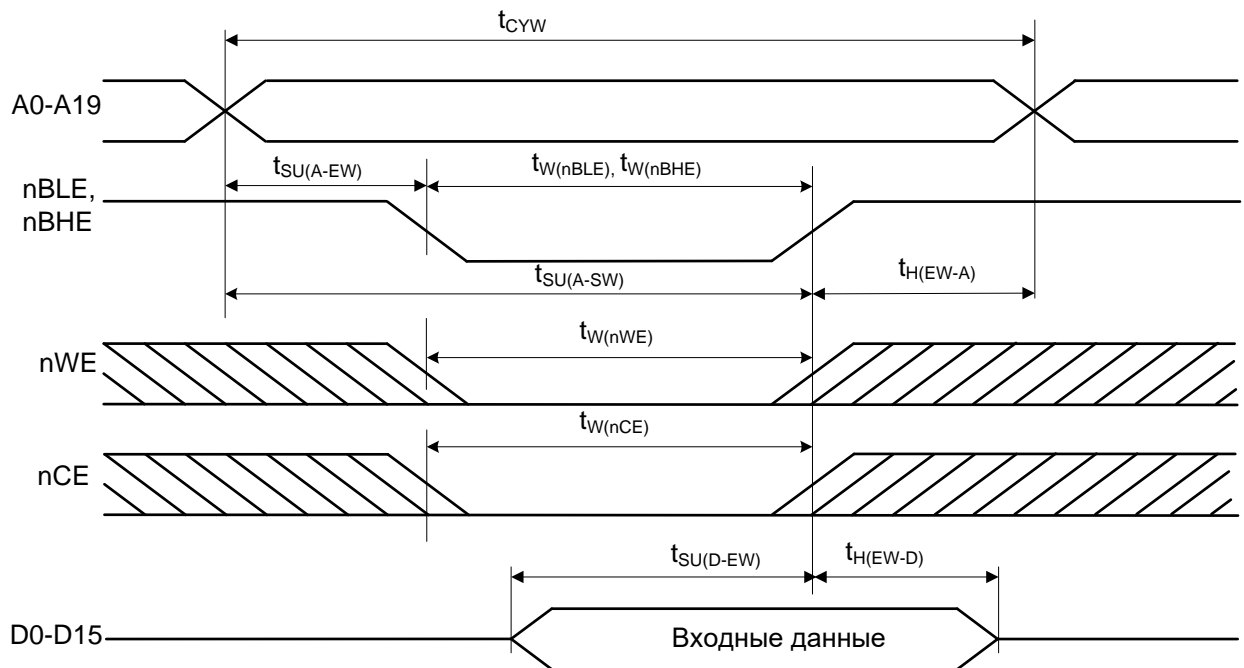 tCYW
A0-A19
tSU(A-EW)
tW(nBLE), tW(nBHE)
nBLE,
nBHE
tSU(A-SW)
tH(EW-A)
nWE
tW(nWE)
nCE
tW(nCE)
tSU(D-EW)
tH(EW-D)
D0-D15
Входные данные